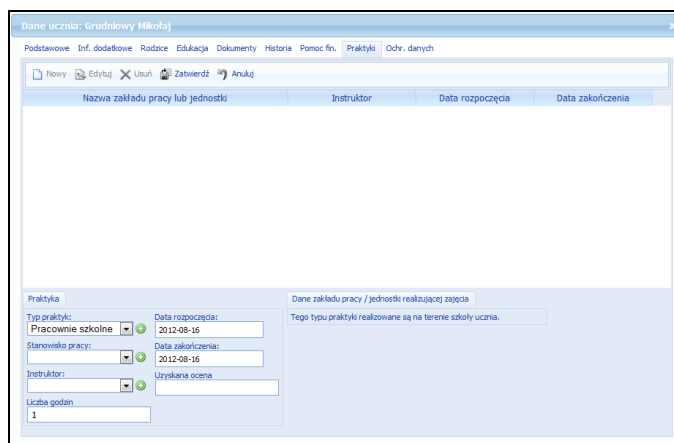 Dane ucznia: Grudniowy Mikołaj
Podstawowe Inf. dodatkowe Rodzice Edukacja Dokumenty Historia Pomoc fin. Praktyki Ochr. danych
Nowy Edytuj Usuń Zatwierdź Anuluj
Nazwa zakładu pracy lub jednostki Instruktor Data rozpoczęcia Data zakończenia
Praktyka Dane zakładu pracy / jednostki realizującej zajęcia
Typ praktyk: Data rozpoczęcia: Tego typu praktyki realizowane są na terenie szkoły ucznia.
Pracownie szkolne 2012-08-16
Stanowisko pracy: Data zakończenia:
2012-08-16
Instruktor: Uzyskana ocena
Liczba godzin
1